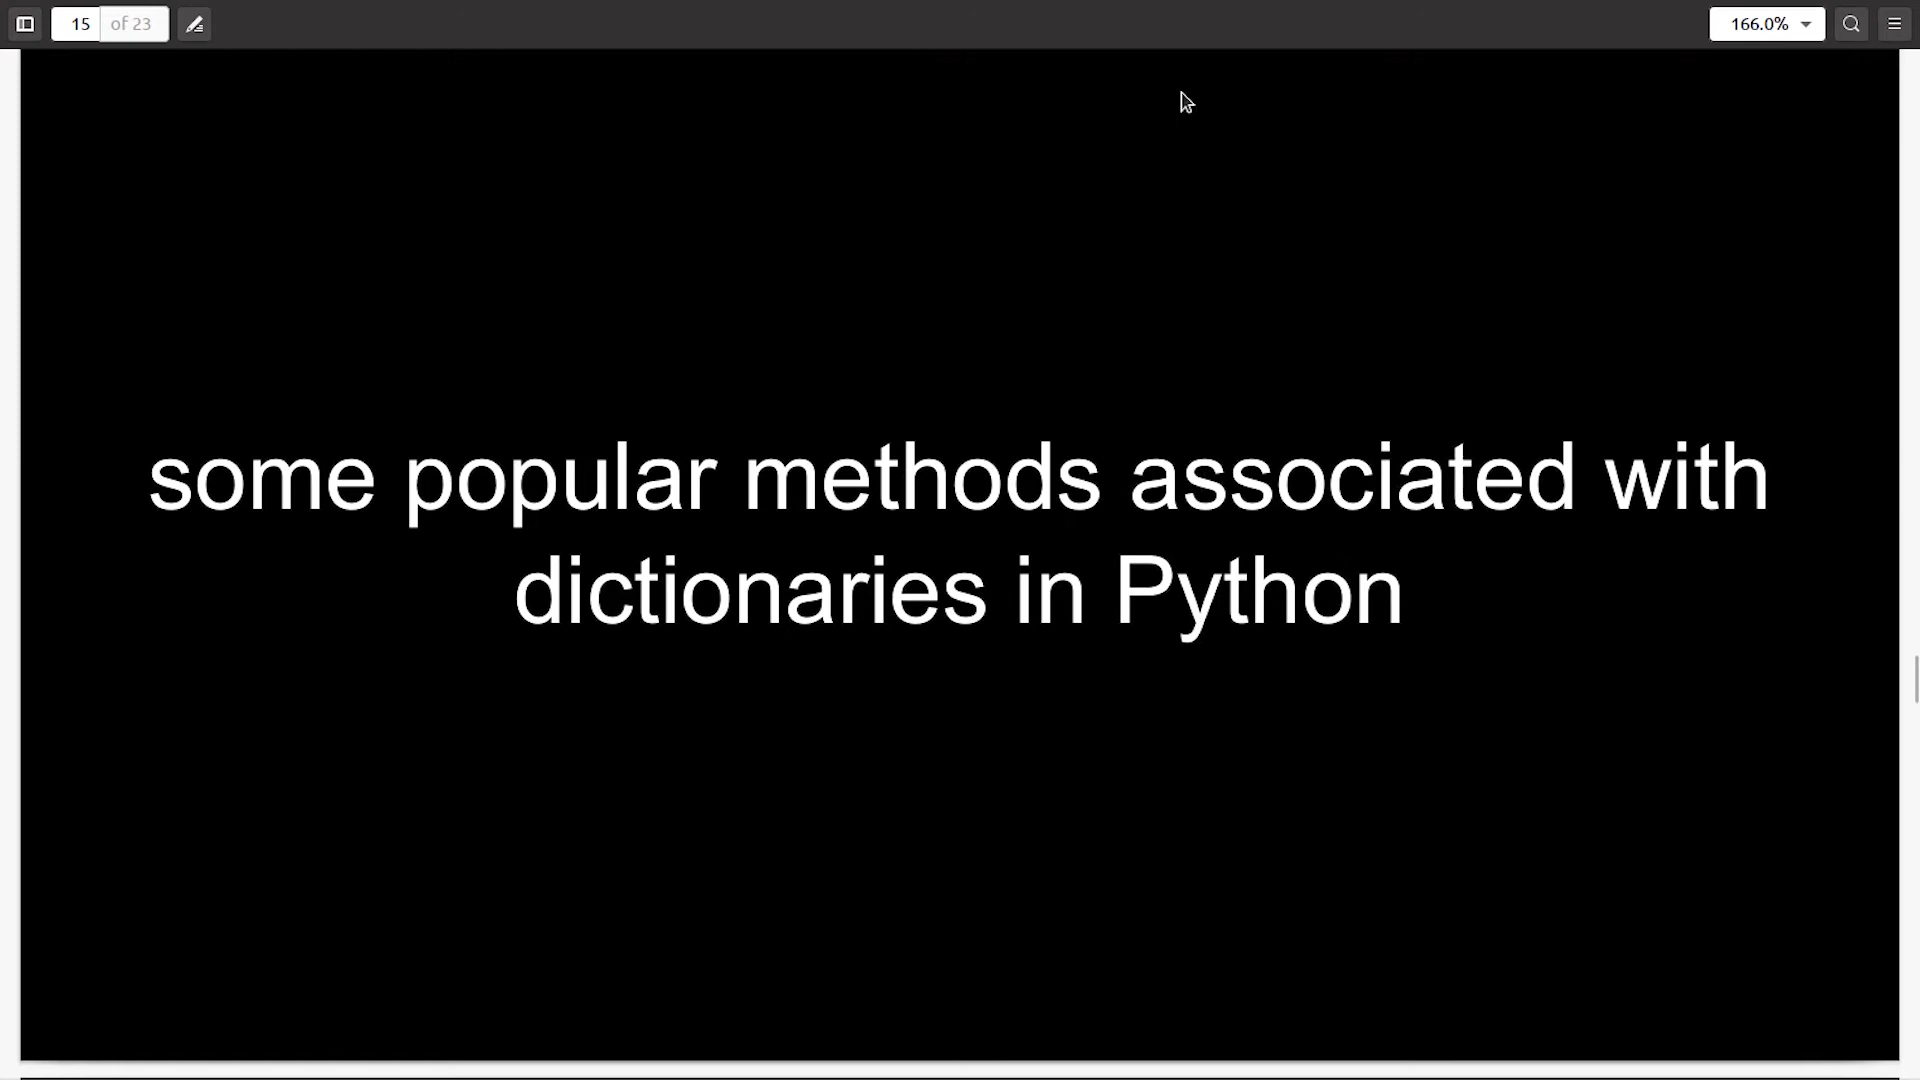 15 of 23
166.0%
some popular methods associated with
dictionaries in Python